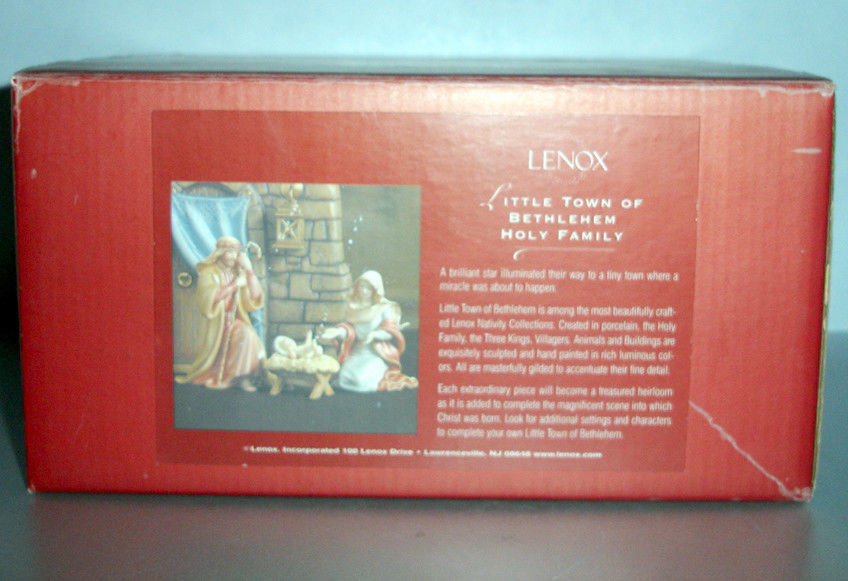 LENOX
LITTLE TOWN OF
BETHLEHEM
HOLY FAMILY
A brilliant star illuminated their way to a tiny town where a
miracle was about to happen.
Little Town of Bethlehem is among the most beautifully craft-
ed Lenox Nativity Collections. Created in porcelain, the Holy
Family, the Three Kings, Villagers, Animals and Buildings are
exquisitely sculpted and hand painted in rich luminous col-
ors. All are masterfully gilded to accentuate their fine detail.
Each extraordinary piece will become a treasured heirloom
as it is added to complete the magnificent scene into which
Christ was born. Look for additional settings and characters
to complete your own Little Town of Bethlehem.
©Lenox, Incorporated 100 Lenox Drive • Lawrenceville, NJ 08648 www.lenox.com